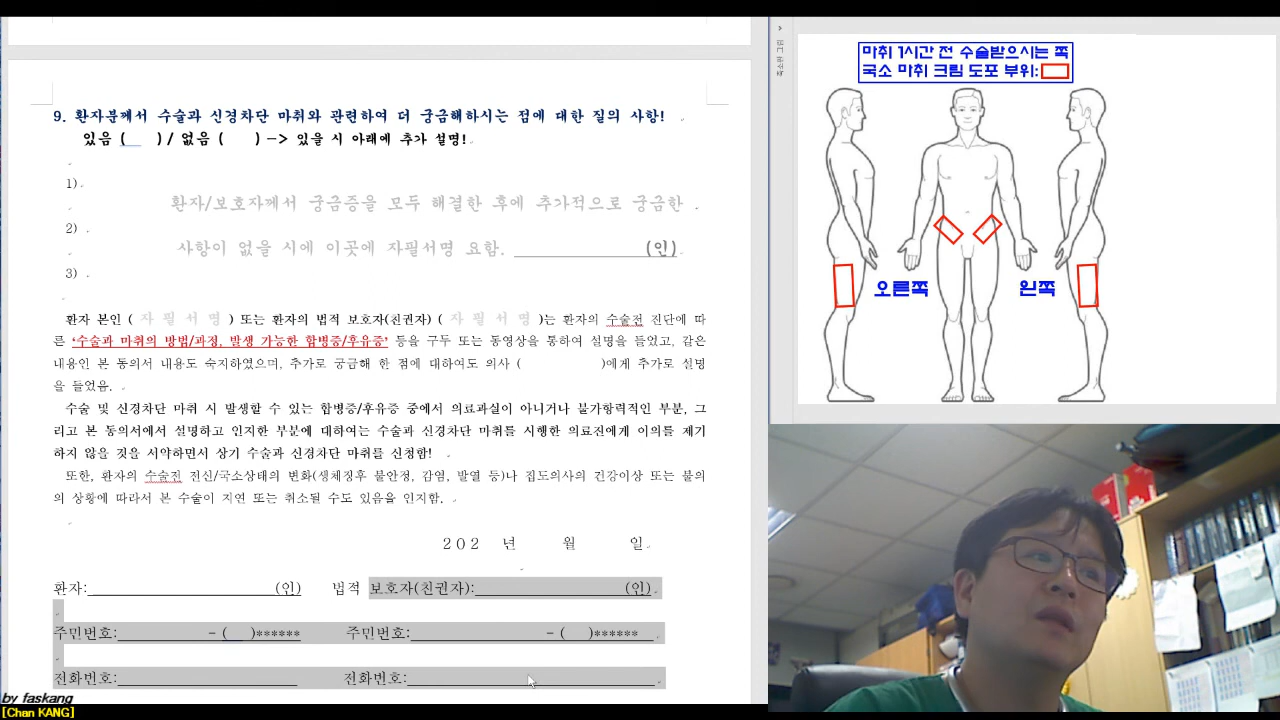 9. 환자분께서 수술과 신경차단 마취와 관련하여 더 궁금해하시는 점에 대한 질의 사항!
있음 (   ) / 없음 (   ) -> 있을 시 아래에 추가 설명!
1)
환자/보호자께서 궁금증을 모두 해결한 후에 추가적으로 궁금한
2)
사항이 없을 시에 이곳에 자필서명 요함. ____________ (인)
3)
환자 본인 ( 자 필 서 명 ) 또는 환자의 법적 보호자(친권자) ( 자 필 서 명 )는 환자의 수술전 진단에 따
른 '수술과 마취의 방법/과정, 발생 가능한 합병증/후유증' 등을 구두 또는 동영상을 통하여 설명을 들었고, 같은
내용인 본 동의서 내용도 숙지하였으며, 추가로 궁금해 한 점에 대하여도 의사 (          )에게 추가로 설명
을 들었음.
수술 및 신경차단 마취 시 발생할 수 있는 합병증/후유증 중에서 의료과실이 아니거나 불가항력적인 부분, 그
리고 본 동의서에서 설명하고 인지한 부분에 대하여는 수술과 신경차단 마취를 시행한 의료진에게 이의를 제기
하지 않을 것을 서약하면서 상기 수술과 신경차단 마취를 신청함!
또한, 환자의 수술전 전신/국소상태의 변화(생체징후 불안정, 감염, 발열 등)나 집도의사의 건강이상 또는 불의
의 상황에 따라서 본 수술이 지연 또는 취소될 수도 있음을 인지함.
202   년   월   일
환자:____________(인)   법적 보호자(친권자):____________(인)
주민번호:____________ - (   )******   주민번호:____________ - (   )******
전화번호:____________   전화번호:____________
by faskang
[Chan KANG]
마취 1시간 전 수술받으시는 쪽
국소 마취 크림 도포 부위:
오른쪽
왼쪽